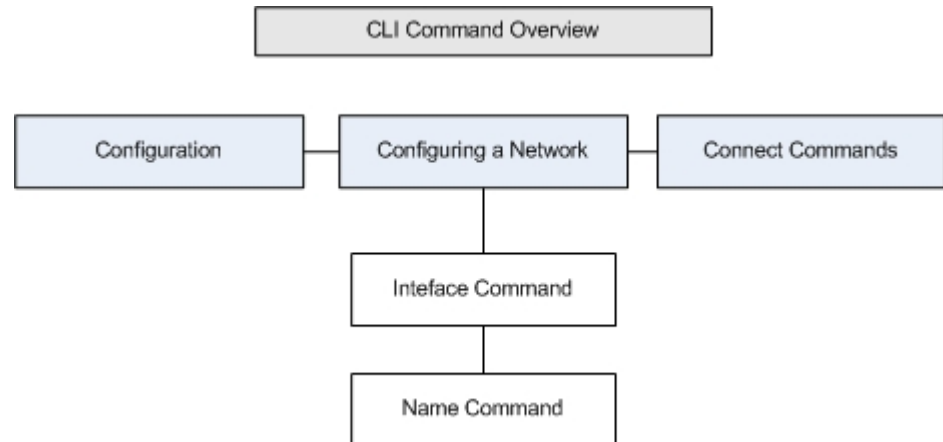 CLI Command Overview
Configuration
Configuring a Network
Connect Commands
Inteface Command
Name Command